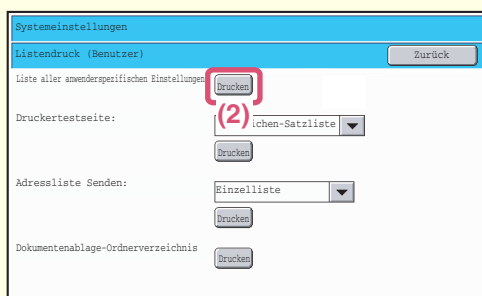 Systemeinstellungen
Listendruck (Benutzer)
Zurück
Liste aller anwenderspezifischen Einstellungen
Drucken
(2)
Druckertestseite:
ichen-Satzliste
Drucken
Adressliste Senden:
Einzelliste
Drucken
Dokumentenablage-Ordnerverzeichnis
Drucken